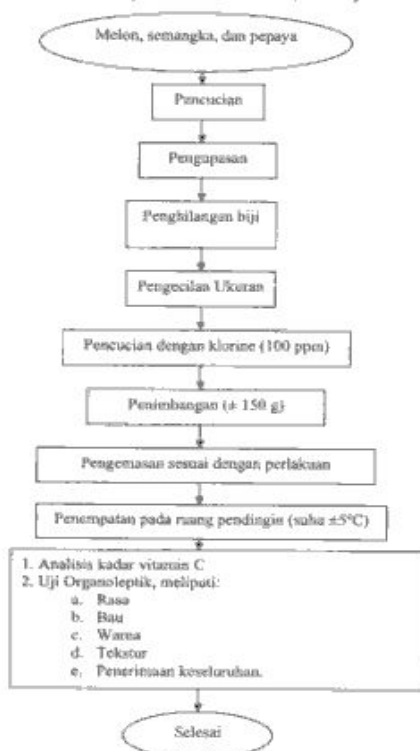 Melon, semangka, dan pepaya
Pencucian
Pengupasan
Penghilangan biji
Pengecilan Ukuran
Pencucian dengan klorine (100 ppm)
Penimbangan (± 150 g)
Pengemasan sesuai dengan perlakuan
Penempatan pada ruang pendingin (suhu ±5°C)
1. Analisis kadar vitamin C
2. Uji Organoleptik, meliputi:
a. Rasa
b. Bau
c. Warna
d. Tekstur
e. Penerimaan keseluruhan.
Selesai